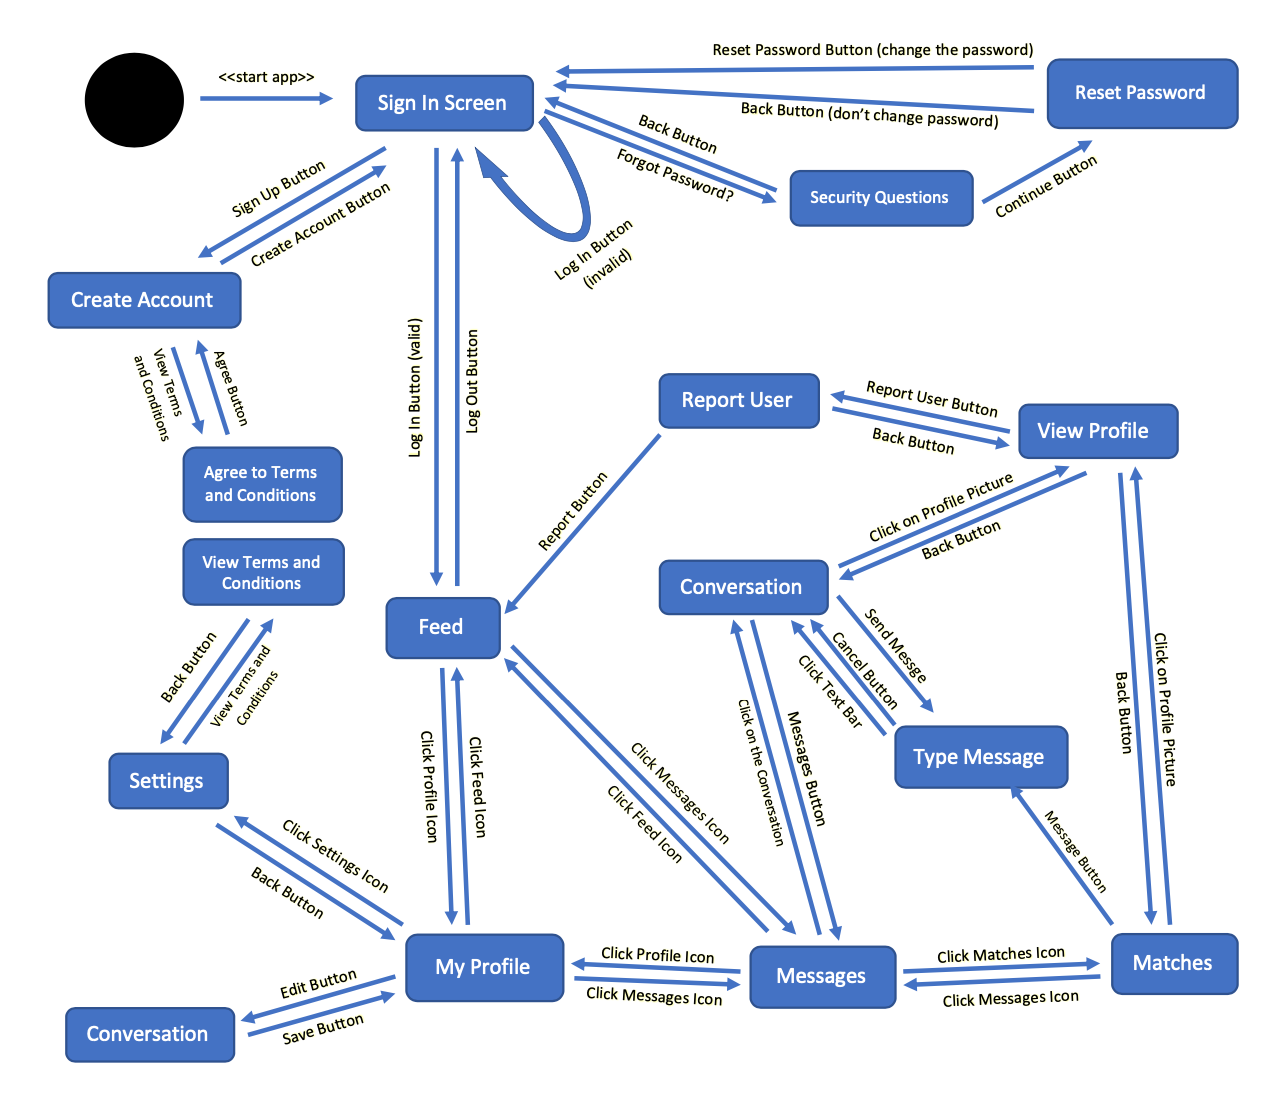 Reset Password Button (change the password)
<<start app>>
Sign In Screen
Reset Password
Back Button (don't change password)
Back Button
Forgot Password?
Security Questions
Continue Button
Sign Up Button
Create Account Button
Log In Button
(invalid)
Create Account
View Terms
and Conditions
Agree Button
Log In Button (valid)
Log Out Button
Report User
Report User Button
Back Button
View Profile
Agree to Terms
and Conditions
Report Button
Click on Profile Picture
Back Button
View Terms and
Conditions
Conversation
Feed
Send Messge
Cancel Button
Click Text Bar
Back Button
View Terms and
Conditions
Click on Profile Picture
Back Button
Settings
Click Profile Icon
Click Feed Icon
Click Messages Icon
Click Feed Icon
Click on the Conversation
Messages Button
Type Message
Message Button
Click Settings Icon
Back Button
My Profile
Click Profile Icon
Click Messages Icon
Messages
Click Matches Icon
Click Messages Icon
Matches
Edit Button
Save Button
Conversation